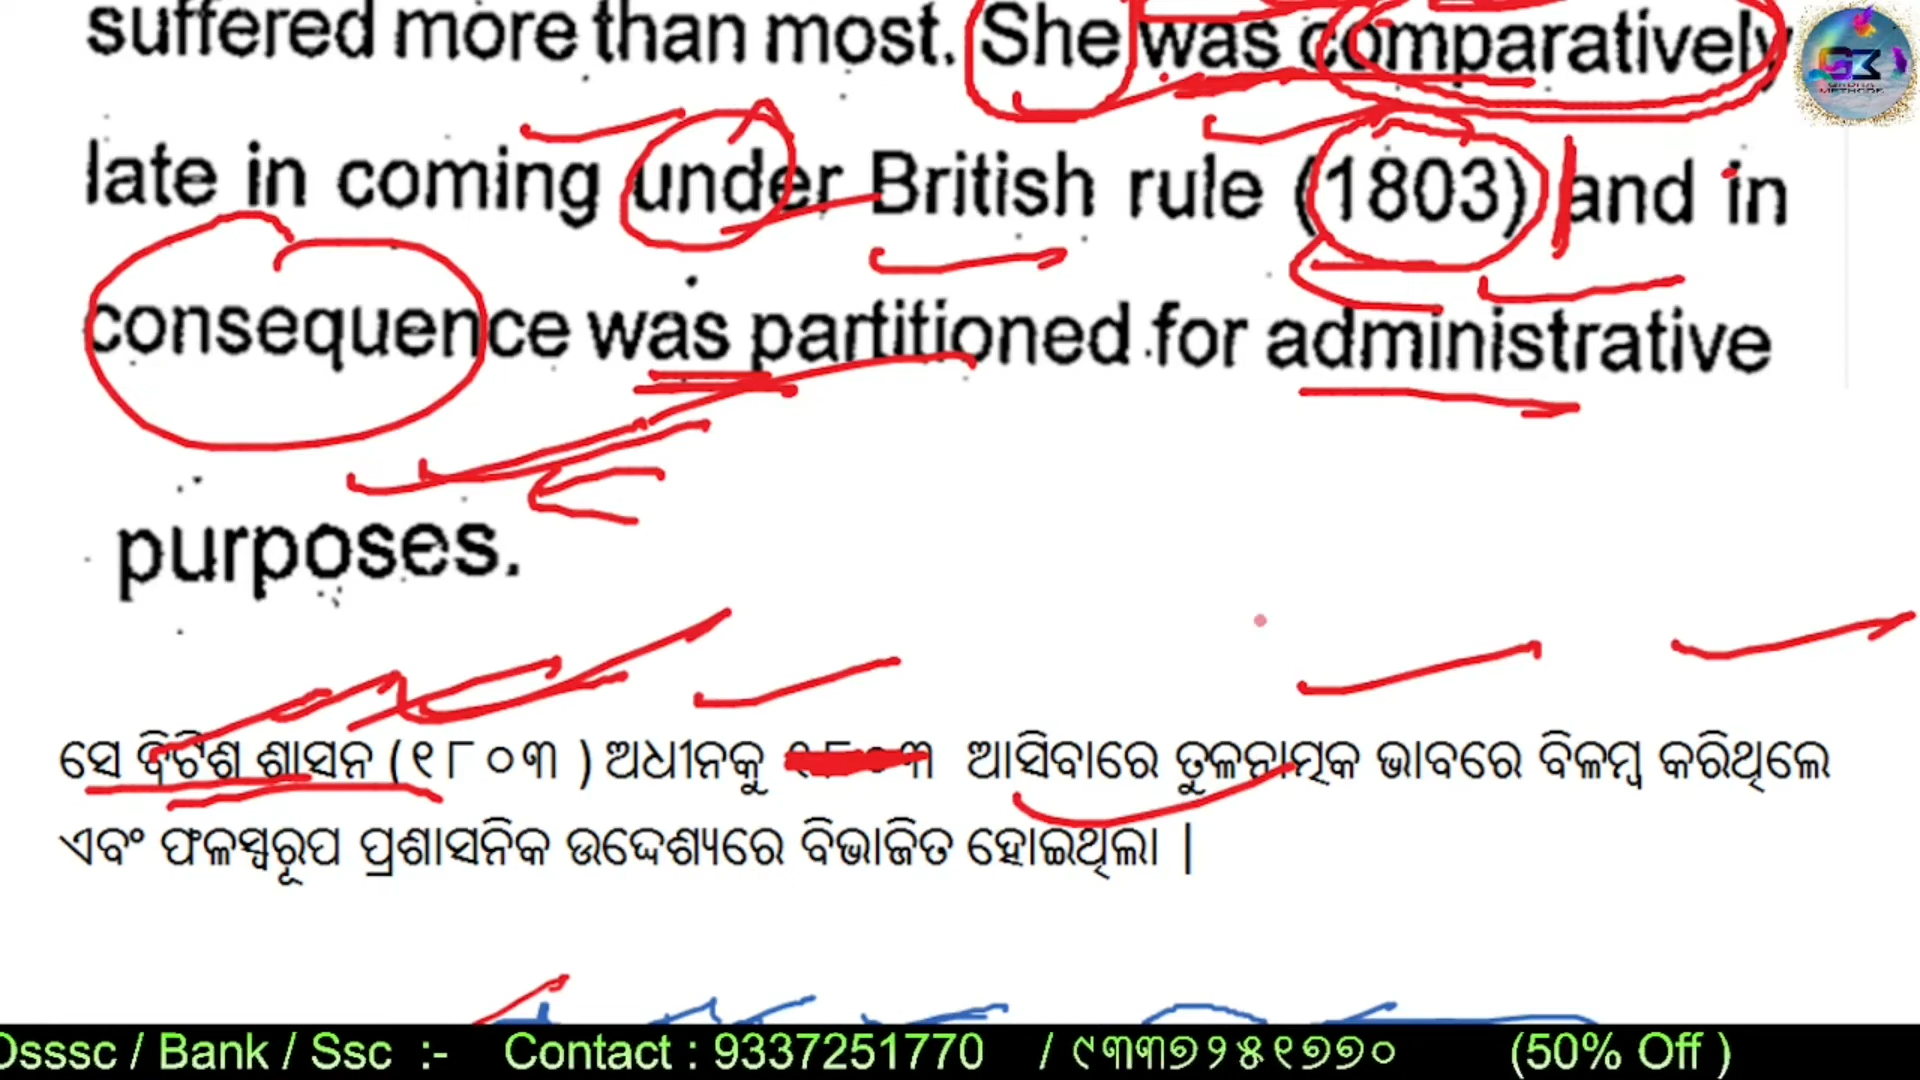 suffered more than most. She was comparatively
late in coming under British rule (1803) and in
consequence was partitioned for administrative
purposes.
ସେ ବ୍ରିଟିଶ ଶାସନ (୧୮୦୩ ) ଅଧୀନକୁ ଆସିବାରେ ତୁଳନାତ୍ମକ ଭାବରେ ବିଳମ୍ବ କରିଥିଲେ
ଏବଂ ଫଳସ୍ୱରୂପ ପ୍ରଶାସନିକ ଉଦ୍ଦେଶ୍ୟରେ ବିଭାଜିତ ହୋଇଥିଲା |
Osssc / Bank / Ssc :- Contact : 9337251770 / ୯୩୩୭୨୫୧୭୭୦ (50% Off )